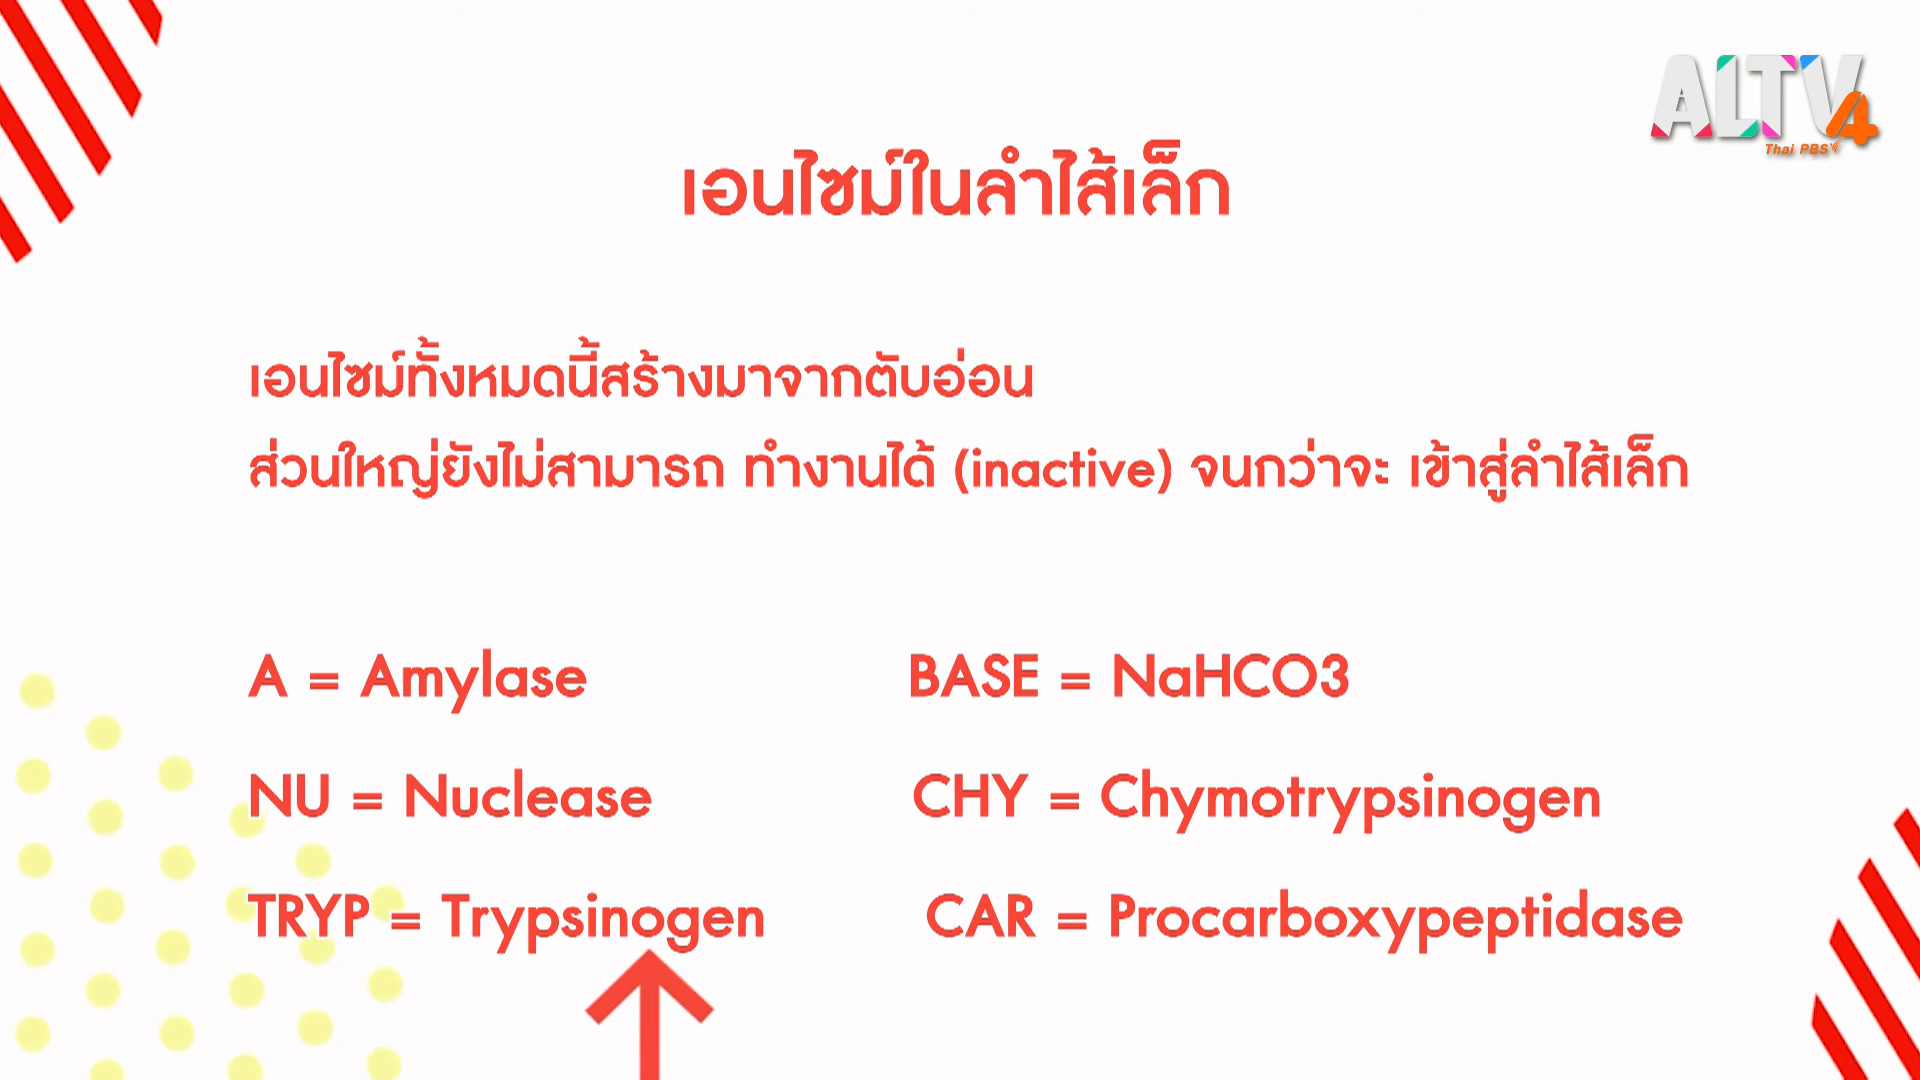 ALTV4
Thai PBS
เอนไซม์ในลำไส้เล็ก
เอนไซม์ทั้งหมดนี้สร้างมาจากตับอ่อน
ส่วนใหญ่ยังไม่สามารถ ทำงานได้ (inactive) จนกว่าจะ เข้าสู่ลำไส้เล็ก
A = Amylase
BASE = NaHCO3
NU = Nuclease
CHY = Chymotrypsinogen
TRYP = Trypsinogen
CAR = Procarboxypeptidase